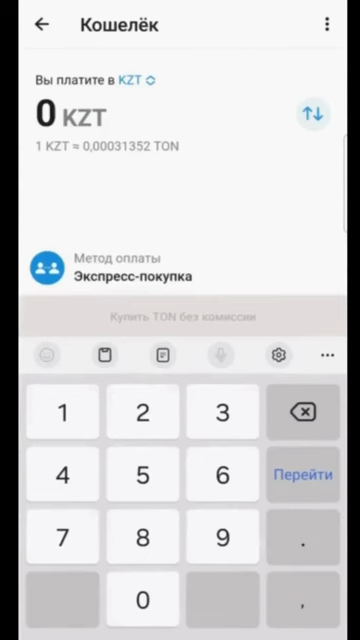 Кошелёк
Вы платите в KZT
0 KZT
1 KZT ≈ 0,00031352 TON
Метод оплаты
Экспресс-покупка
Купить TON без комиссии
1 2 3
4 5 6 Перейти
7 8 9 .
0 ,